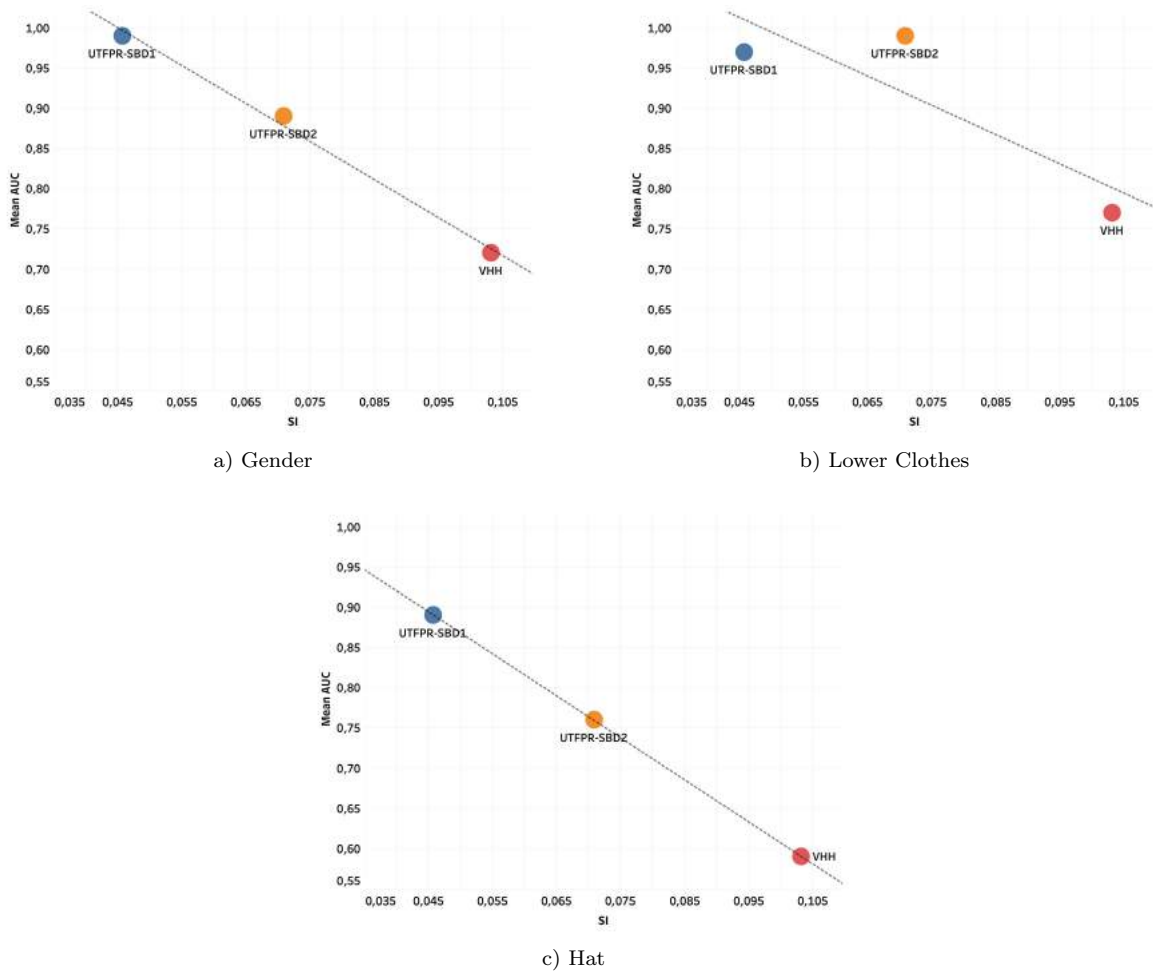 1,00
0,95
0,90
0,85
0,80
0,75
0,70
0,65
0,60
0,55
Mean AUC
UTFPR-SBD1
UTFPR-SBD2
VHH
0,035 0,045 0,055 0,065 0,075 0,085 0,095 0,105
SI
a) Gender
1,00
0,95
0,90
0,85
0,80
0,75
0,70
0,65
0,60
0,55
Mean AUC
UTFPR-SBD1
UTFPR-SBD2
VHH
0,035 0,045 0,055 0,065 0,075 0,085 0,095 0,105
SI
b) Lower Clothes
1,00
0,95
0,90
0,85
0,80
0,75
0,70
0,65
0,60
0,55
Mean AUC
UTFPR-SBD1
UTFPR-SBD2
VHH
0,035 0,045 0,055 0,065 0,075 0,085 0,095 0,105
SI
c) Hat